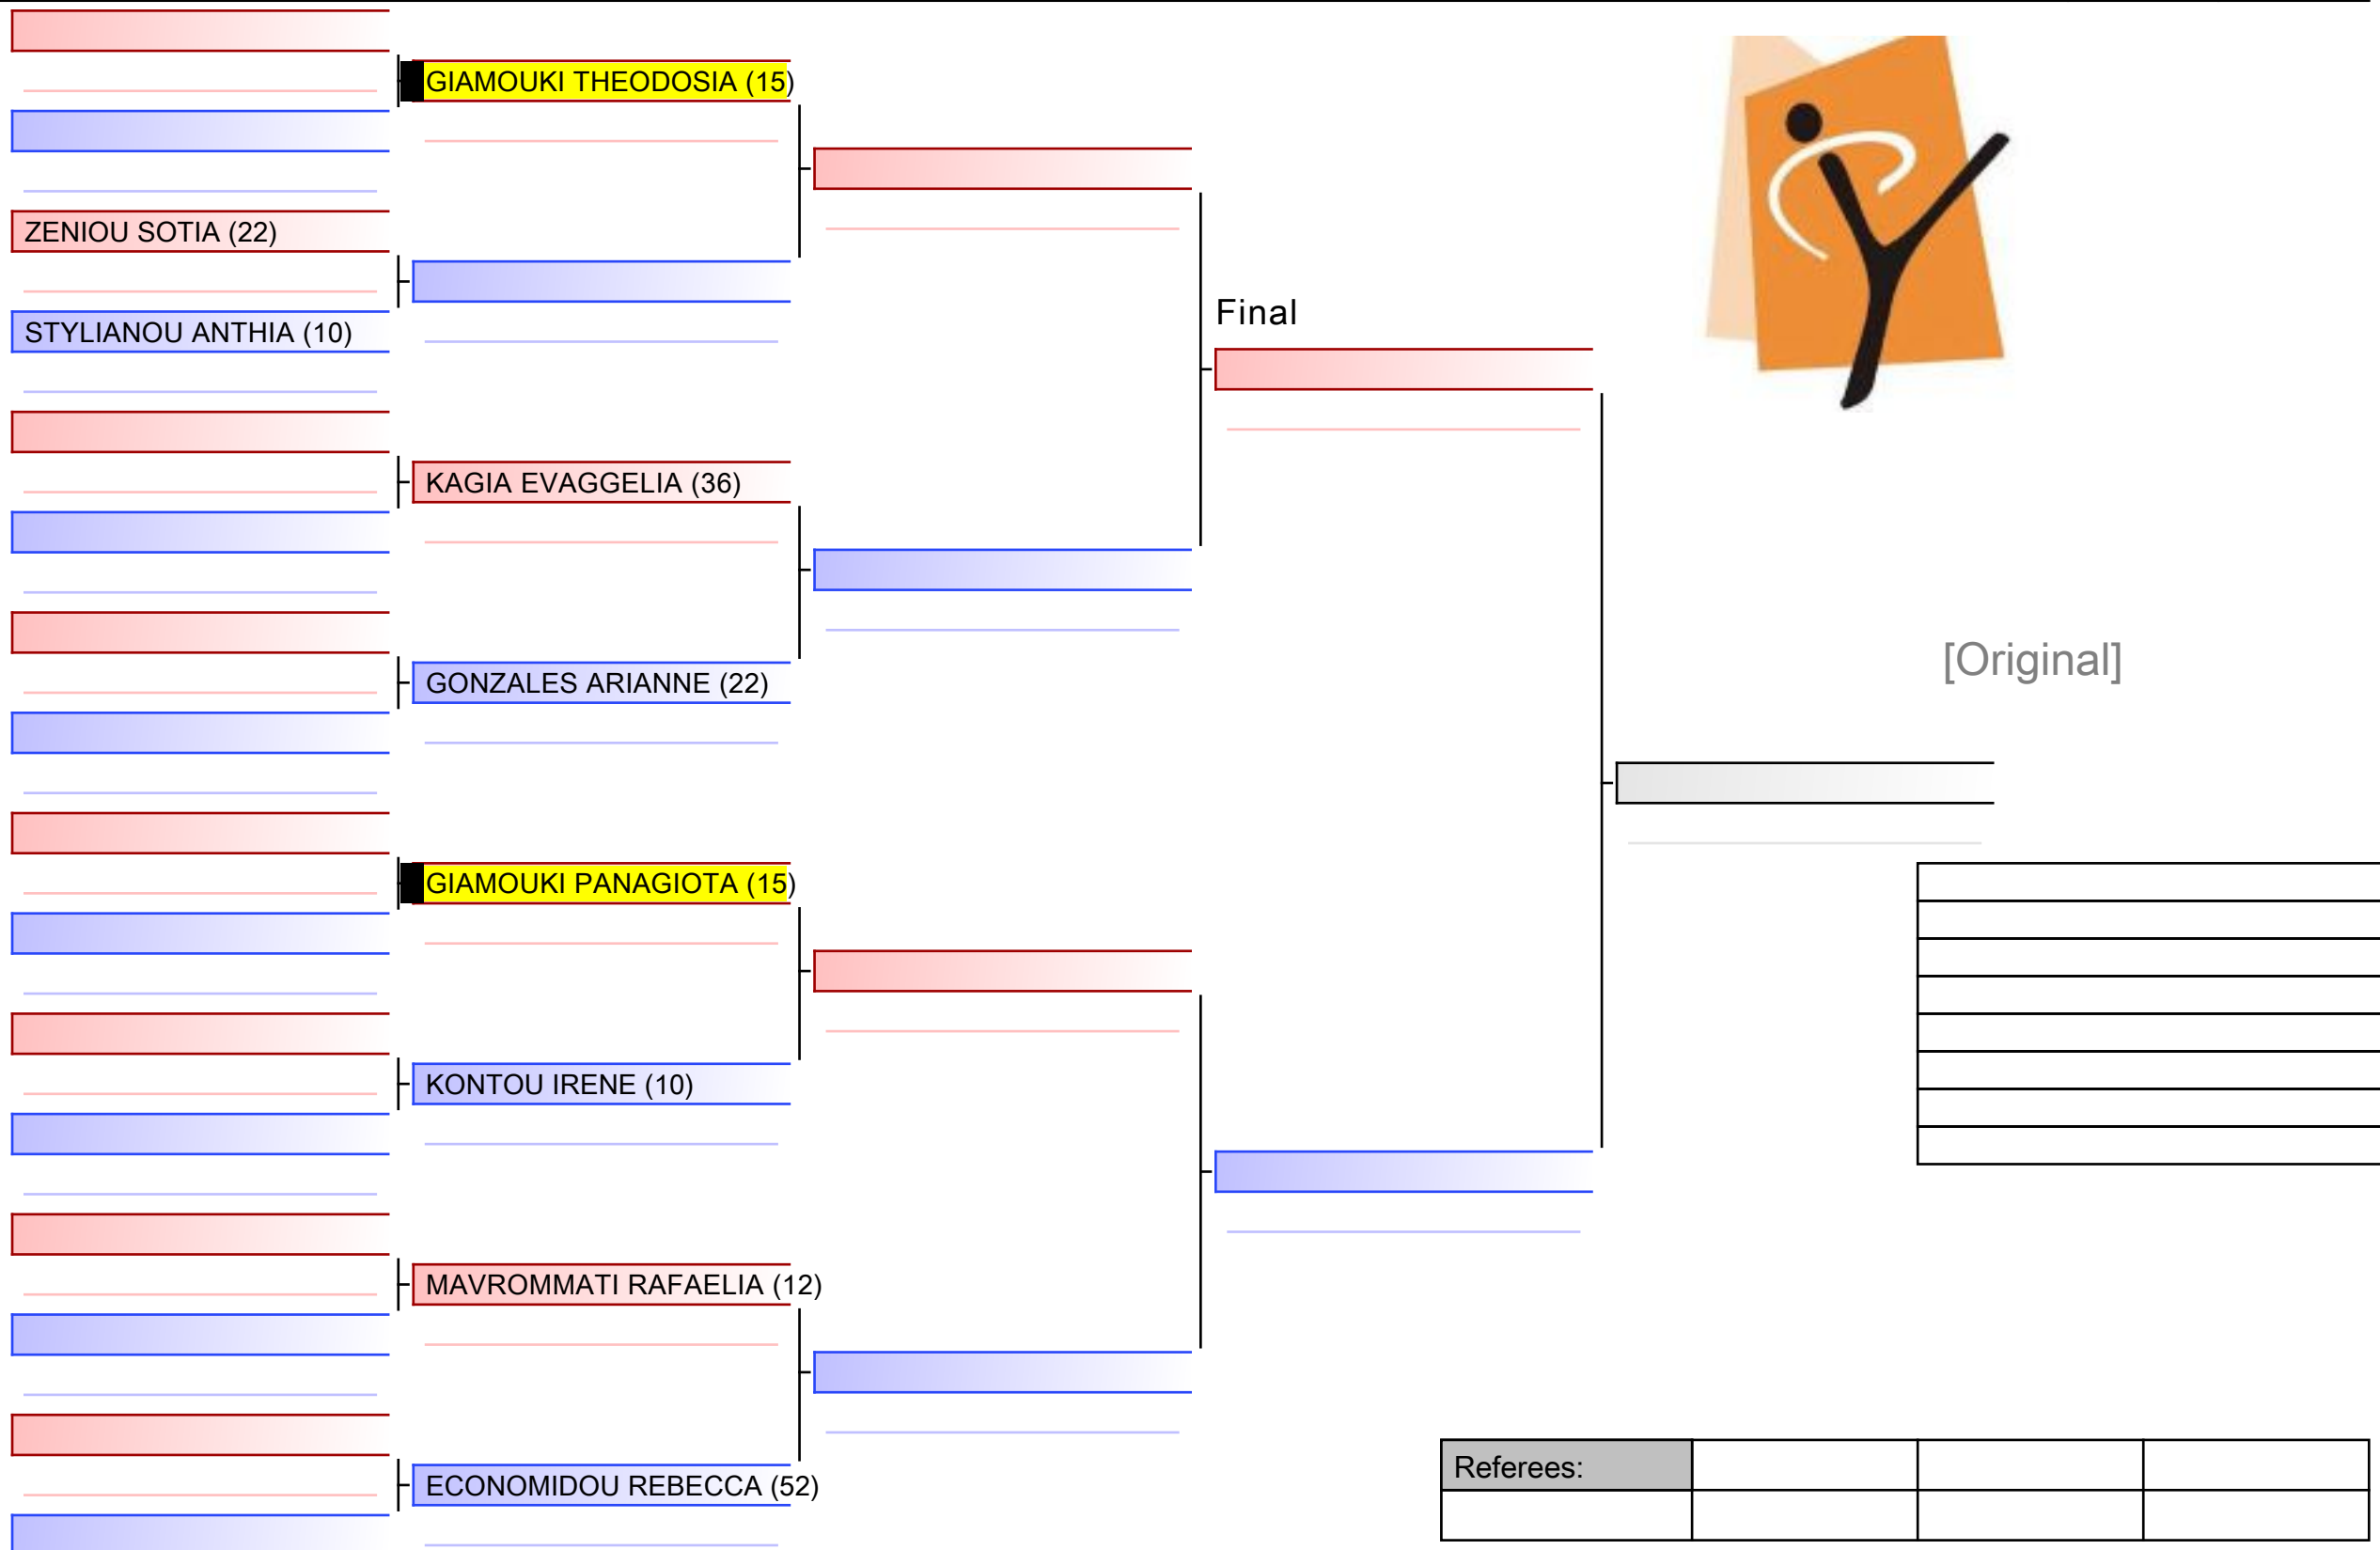 GIAMOUKI THEODOSIA (15)
ZENIOU SOTIA (22)
STYLIANOU ANTHIA (10)
Final
KAGIA EVAGGELIA (36)
GONZALES ARIANNE (22)
[Original]
GIAMOUKI PANAGIOTA (15)
KONTOU IRENE (10)
MAVROMMATI RAFAELIA (12)
ECONOMIDOU REBECCA (52)
Referees: